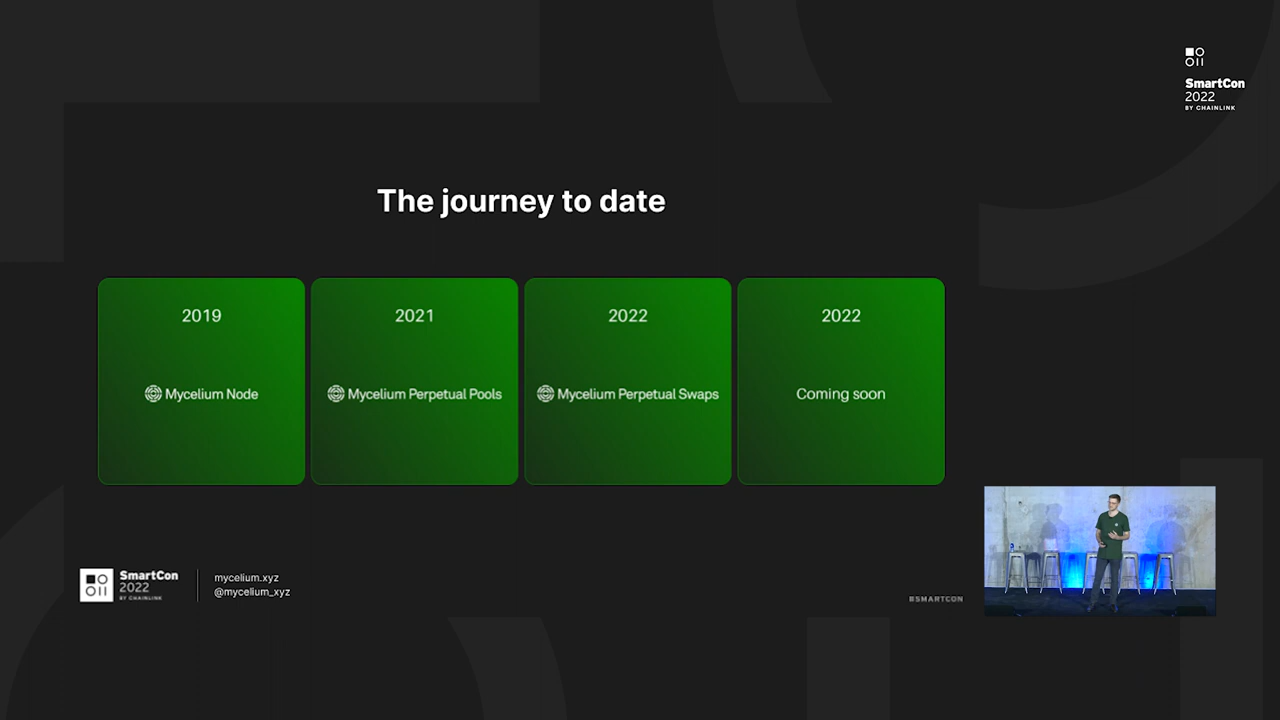 SmartCon
2022
BY CHAINLINK
The journey to date
2019
Mycelium Node
2021
Mycelium Perpetual Pools
2022
Mycelium Perpetual Swaps
2022
Coming soon
SmartCon
2022
BY CHAINLINK
mycelium.xyz
@mycelium_xyz
#SMARTCON